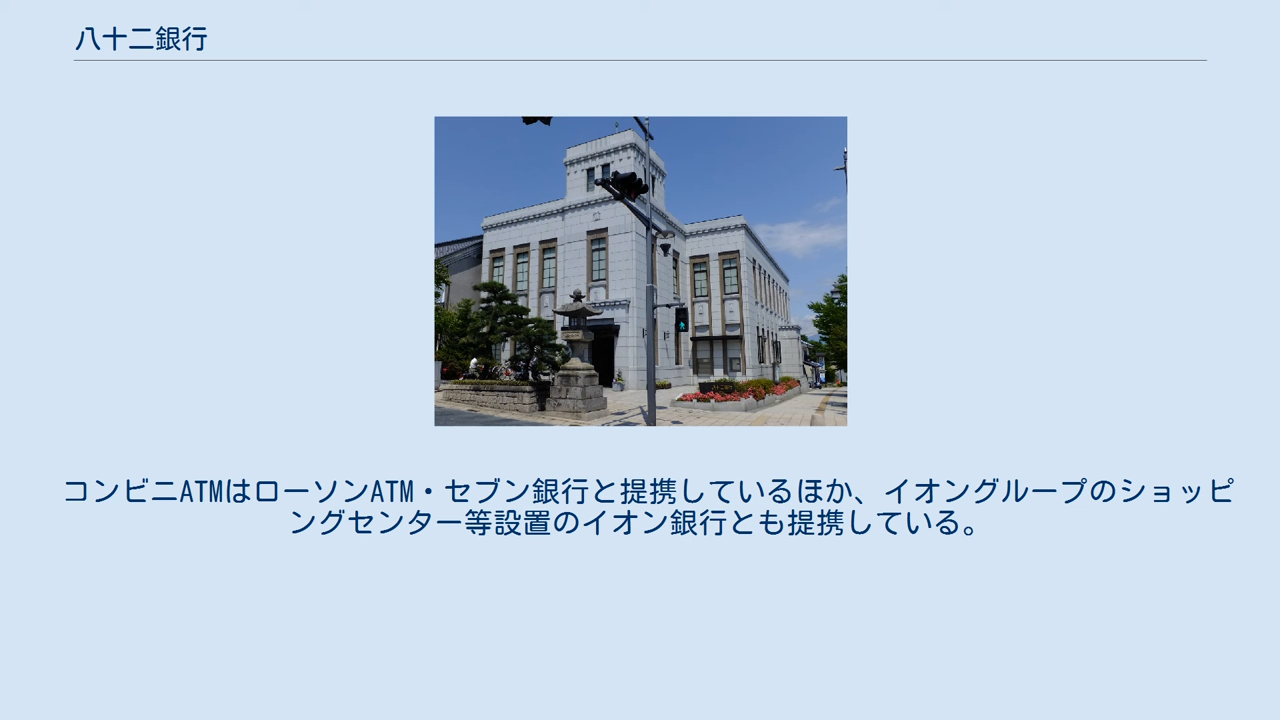 八十二銀行
コンビニATMはローソンATM・セブン銀行と提携しているほか、イオングループのショッピ
ングセンター等設置のイオン銀行とも提携している。